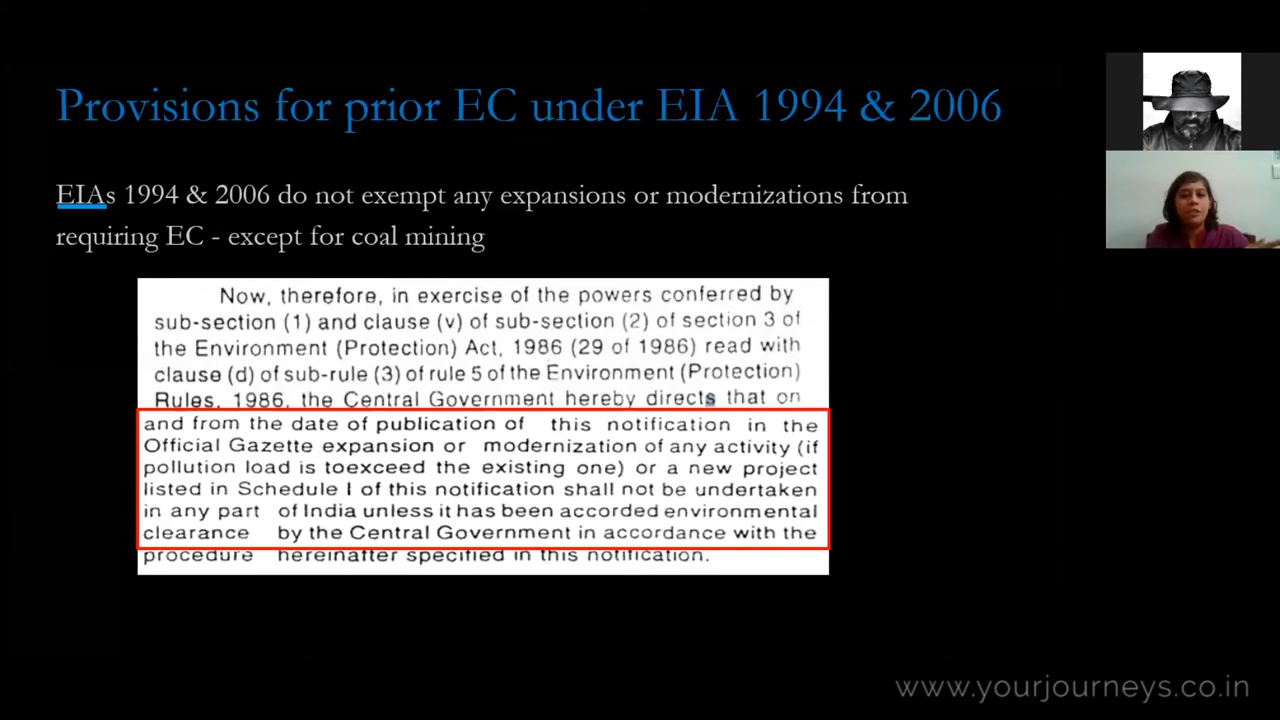 Provisions for prior EC under EIA 1994 & 2006
EIAs 1994 & 2006 do not exempt any expansions or modernizations from
requiring EC - except for coal mining
Now, therefore, in exercise of the powers conferred by
sub-section (1) and clause (v) of sub-section (2) of section 3 of
the Environment (Protection) Act, 1986 (29 of 1986) read with
clause (d) of sub-rule (3) of rule 5 of the Environment (Protection)
Rules, 1986, the Central Government hereby directs that on
and from the date of publication of this notification in the
Official Gazette expansion or modernization of any activity (if
pollution load is toexceed the existing one) or a new project
listed in Schedule I of this notification shall not be undertaken
in any part of India unless it has been accorded environmental
clearance by the Central Government in accordance with the
procedure hereinafter specified in this notification.
www.yourjourneys.co.in